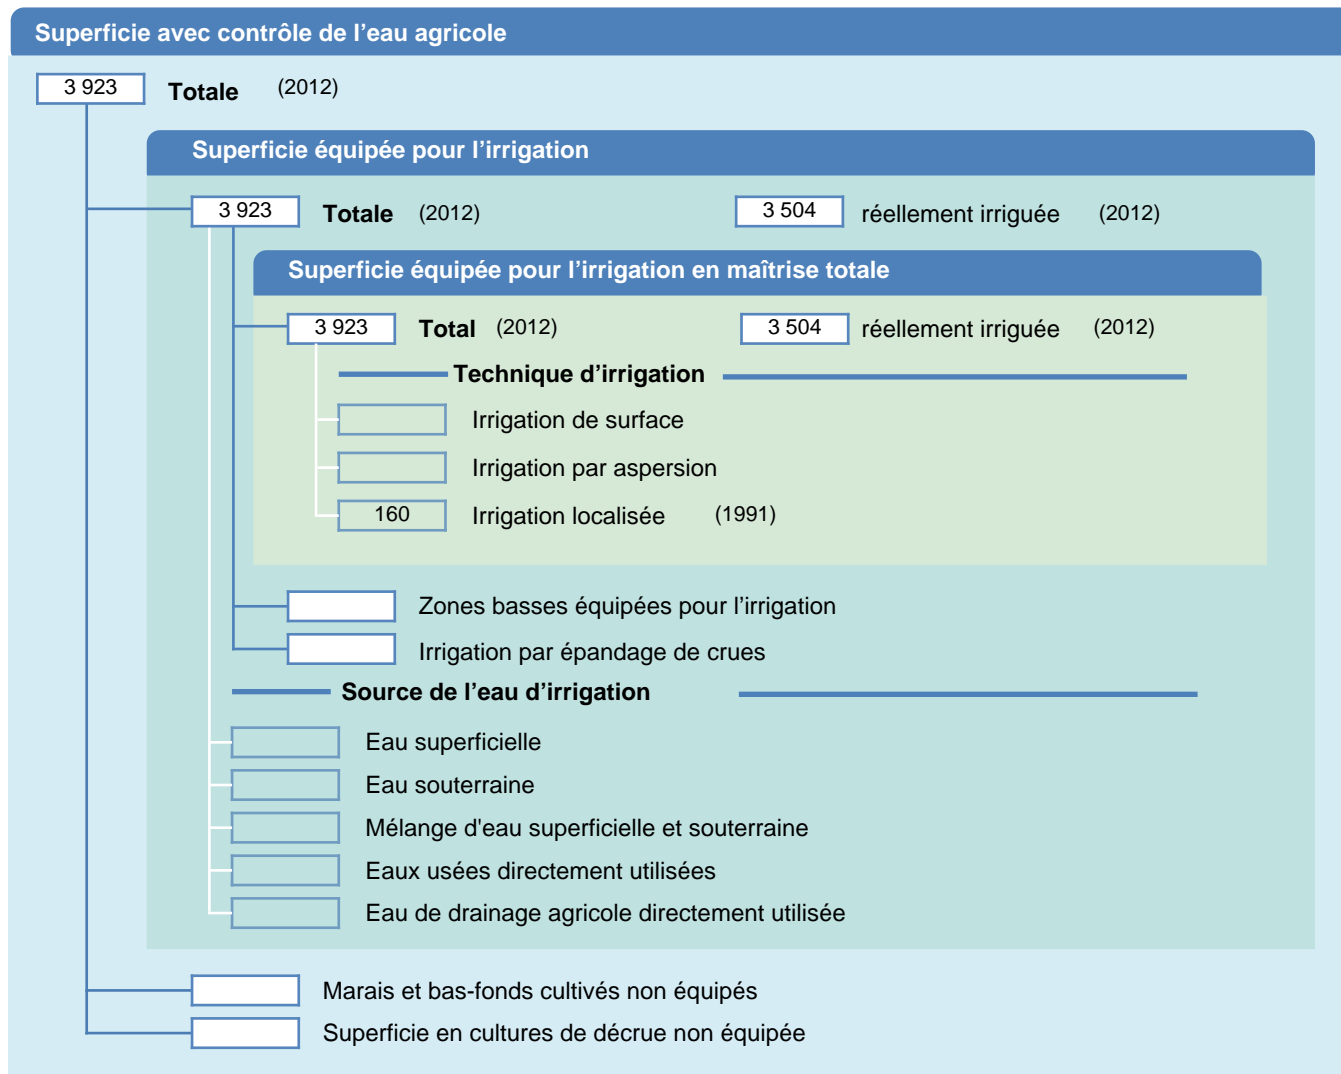 Superficie avec contrôle de l’eau agricole
3 923 Totale (2012)
Superficie équipée pour l’irrigation
3 923 Totale (2012) 3 504 réellement irriguée (2012)
Superficie équipée pour l’irrigation en maîtrise totale
3 923 Total (2012) 3 504 réellement irriguée (2012)
Technique d’irrigation
Irrigation de surface
Irrigation par aspersion
160 Irrigation localisée (1991)
Zones basses équipées pour l’irrigation
Irrigation par épandage de crues
Source de l’eau d’irrigation
Eau superficielle
Eau souterraine
Mélange d'eau superficielle et souterraine
Eaux usées directement utilisées
Eau de drainage agricole directement utilisée
Marais et bas-fonds cultivés non équipés
Superficie en cultures de décrue non équipée